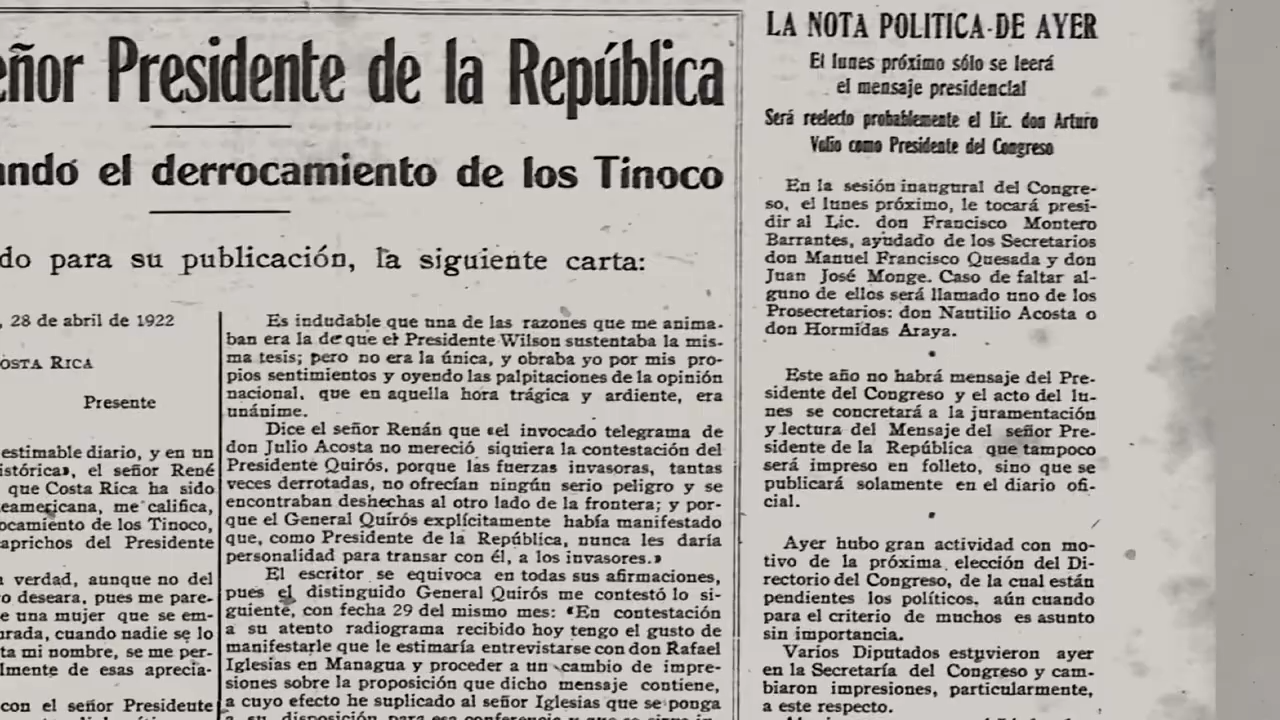 eñor Presidente de la República
ando el derrocamiento de los Tinoco
do para su publicación, la siguiente carta:
, 28 de abril de 1922
OSTA RICA
Presente
estimable diario, y en un
istórica», el señor René
que Costa Rica ha sido
eamericana, me califica,
ocamiento de los Tinoco,
aprichos del Presidente
verdad, aunque no del
o deseara, pues me pare-
e una mujer que se em-
urada, cuando nadie se lo
ta mi nombre, se me per-
lmente de esas aprecia-
con el señor Presidente
Es indudable que una de las razones que me anima-
ban era la de que el Presidente Wilson sustentaba la mis-
ma tesis; pero no era la única, y obraba yo por mis pro-
pios sentimientos y oyendo las palpitaciones de la opinión
nacional, que en aquella hora trágica y ardiente, era
unánime.
Dice el señor Renán que «el invocado telegrama de
don Julio Acosta no mereció siquiera la contestación del
Presidente Quirós, porque las fuerzas invasoras, tantas
veces derrotadas, no ofrecían ningún serio peligro y se
encontraban deshechas al otro lado de la frontera; y por-
que el General Quirós explícitamente había manifestado
que, como Presidente de la República, nunca les daría
personalidad para transar con él, a los invasores.»
El escritor se equivoca en todas sus afirmaciones,
pues el distinguido General Quirós me contestó lo si-
guiente, con fecha 29 del mismo mes: «En contestación
a su atento radiograma recibido hoy tengo el gusto de
manifestarle que le estimaría entrevistarse con don Rafael
Iglesias en Managua y proceder a un cambio de impre-
siones sobre la proposición que dicho mensaje contiene,
a cuyo efecto he suplicado al señor Iglesias que se ponga
a su disposición para esa conferencia y que se sirva
LA NOTA POLITICA DE AYER
El lunes próximo sólo se leerá
el mensaje presidencial
Será reelecto probablemente el Lic. don Arturo
Volio como Presidente del Congreso
En la sesión inaugural del Congre-
so, el lunes próximo, le tocará presi-
dir al Lic. don Francisco Montero
Barrantes, ayudado de los Secretarios
don Manuel Francisco Quesada y don
Juan José Monge. Caso de faltar al-
guno de ellos será llamado uno de los
Prosecretarios: don Nautilio Acosta o
don Hormidas Araya.
Este año no habrá mensaje del Pre-
sidente del Congreso y el acto del lu-
nes se concretará a la juramentación
y lectura del Mensaje del señor Pre-
sidente de la República que tampoco
será impreso en folleto, sino que se
publicará solamente en el diario ofi-
cial.
Ayer hubo gran actividad con mo-
tivo de la próxima elección del Di-
rectorio del Congreso, de la cual están
pendientes los políticos, aún cuando
para el criterio de muchos es asunto
sin importancia.
Varios Diputados estuvieron ayer
en la Secretaría del Congreso y cam-
biaron impresiones, particularmente,
a este respecto.